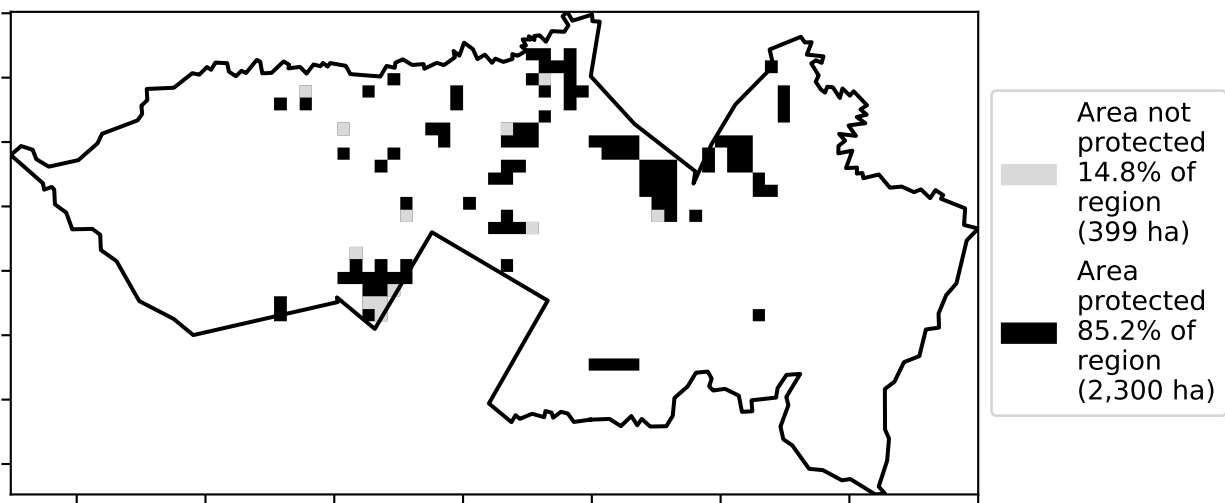 Area not
protected
14.8% of
region
(399 ha)
Area
protected
85.2% of
region
(2,300 ha)